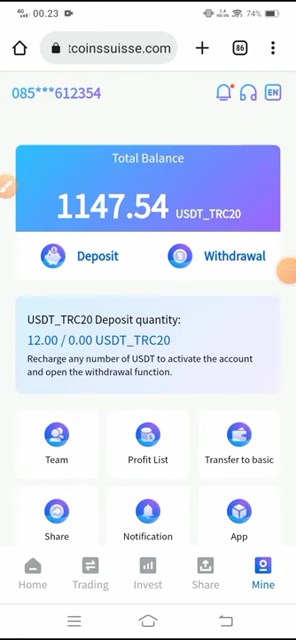 4G 00.23 74%
tcoinssuisse.com 86
085***612354 EN
Total Balance
1147.54 USDT_TRC20
Deposit Withdrawal
USDT_TRC20 Deposit quantity:
12.00 / 0.00 USDT_TRC20
Recharge any number of USDT to activate the account
and open the withdrawal function.
Team Profit List Transfer to basic
Share Notification App
Home Trading Invest Share Mine